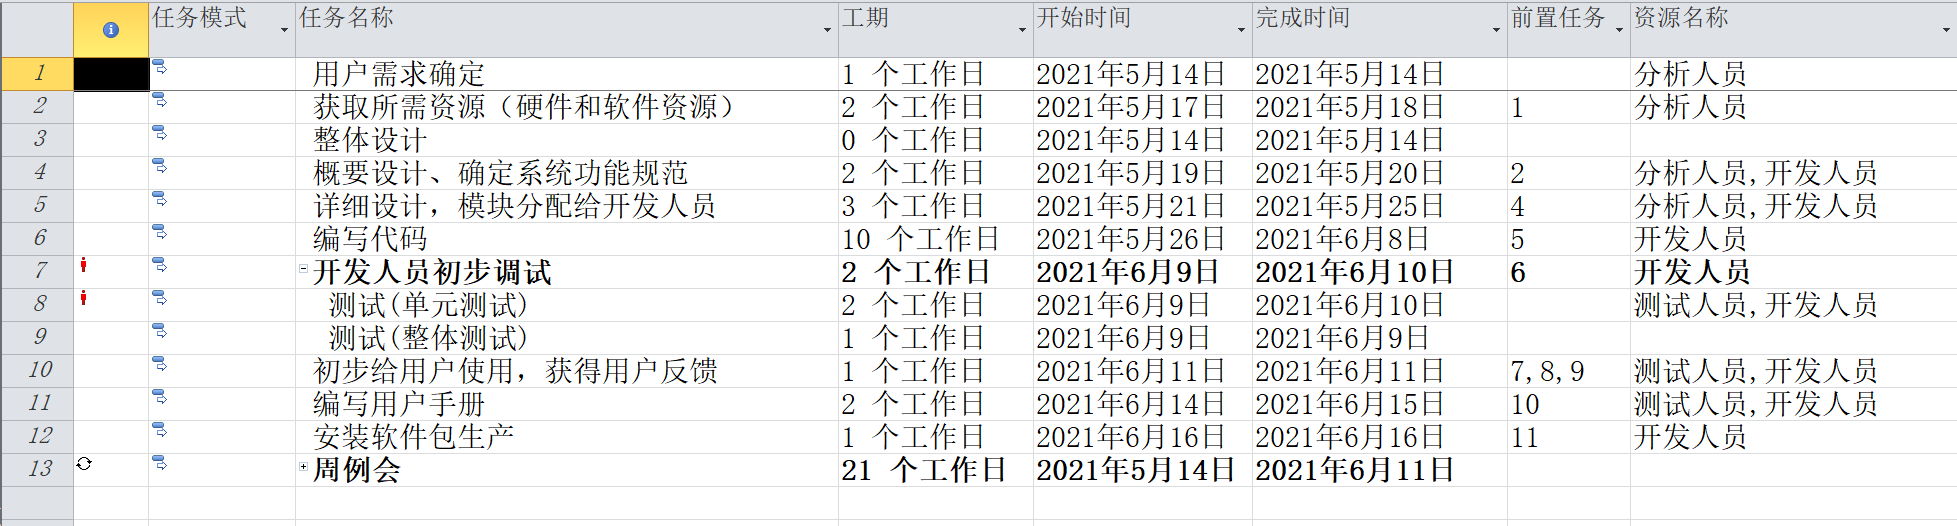 任务模式 任务名称 工期 开始时间 完成时间 前置任务 资源名称
1 用户需求确定 1 个工作日 2021年5月14日 2021年5月14日 分析人员
2 获取所需资源（硬件和软件资源） 2 个工作日 2021年5月17日 2021年5月18日 1 分析人员
3 整体设计 0 个工作日 2021年5月14日 2021年5月14日
4 概要设计、确定系统功能规范 2 个工作日 2021年5月19日 2021年5月20日 2 分析人员,开发人员
5 详细设计，模块分配给开发人员 3 个工作日 2021年5月21日 2021年5月25日 4 分析人员,开发人员
6 编写代码 10 个工作日 2021年5月26日 2021年6月8日 5 开发人员
7 开发人员初步调试 2 个工作日 2021年6月9日 2021年6月10日 6 开发人员
8 测试(单元测试) 2 个工作日 2021年6月9日 2021年6月10日 测试人员,开发人员
9 测试(整体测试) 1 个工作日 2021年6月9日 2021年6月9日
10 初步给用户使用，获得用户反馈 1 个工作日 2021年6月11日 2021年6月11日 7,8,9 测试人员,开发人员
11 编写用户手册 2 个工作日 2021年6月14日 2021年6月15日 10 测试人员,开发人员
12 安装软件包生产 1 个工作日 2021年6月16日 2021年6月16日 11 开发人员
13 周例会 21 个工作日 2021年5月14日 2021年6月11日